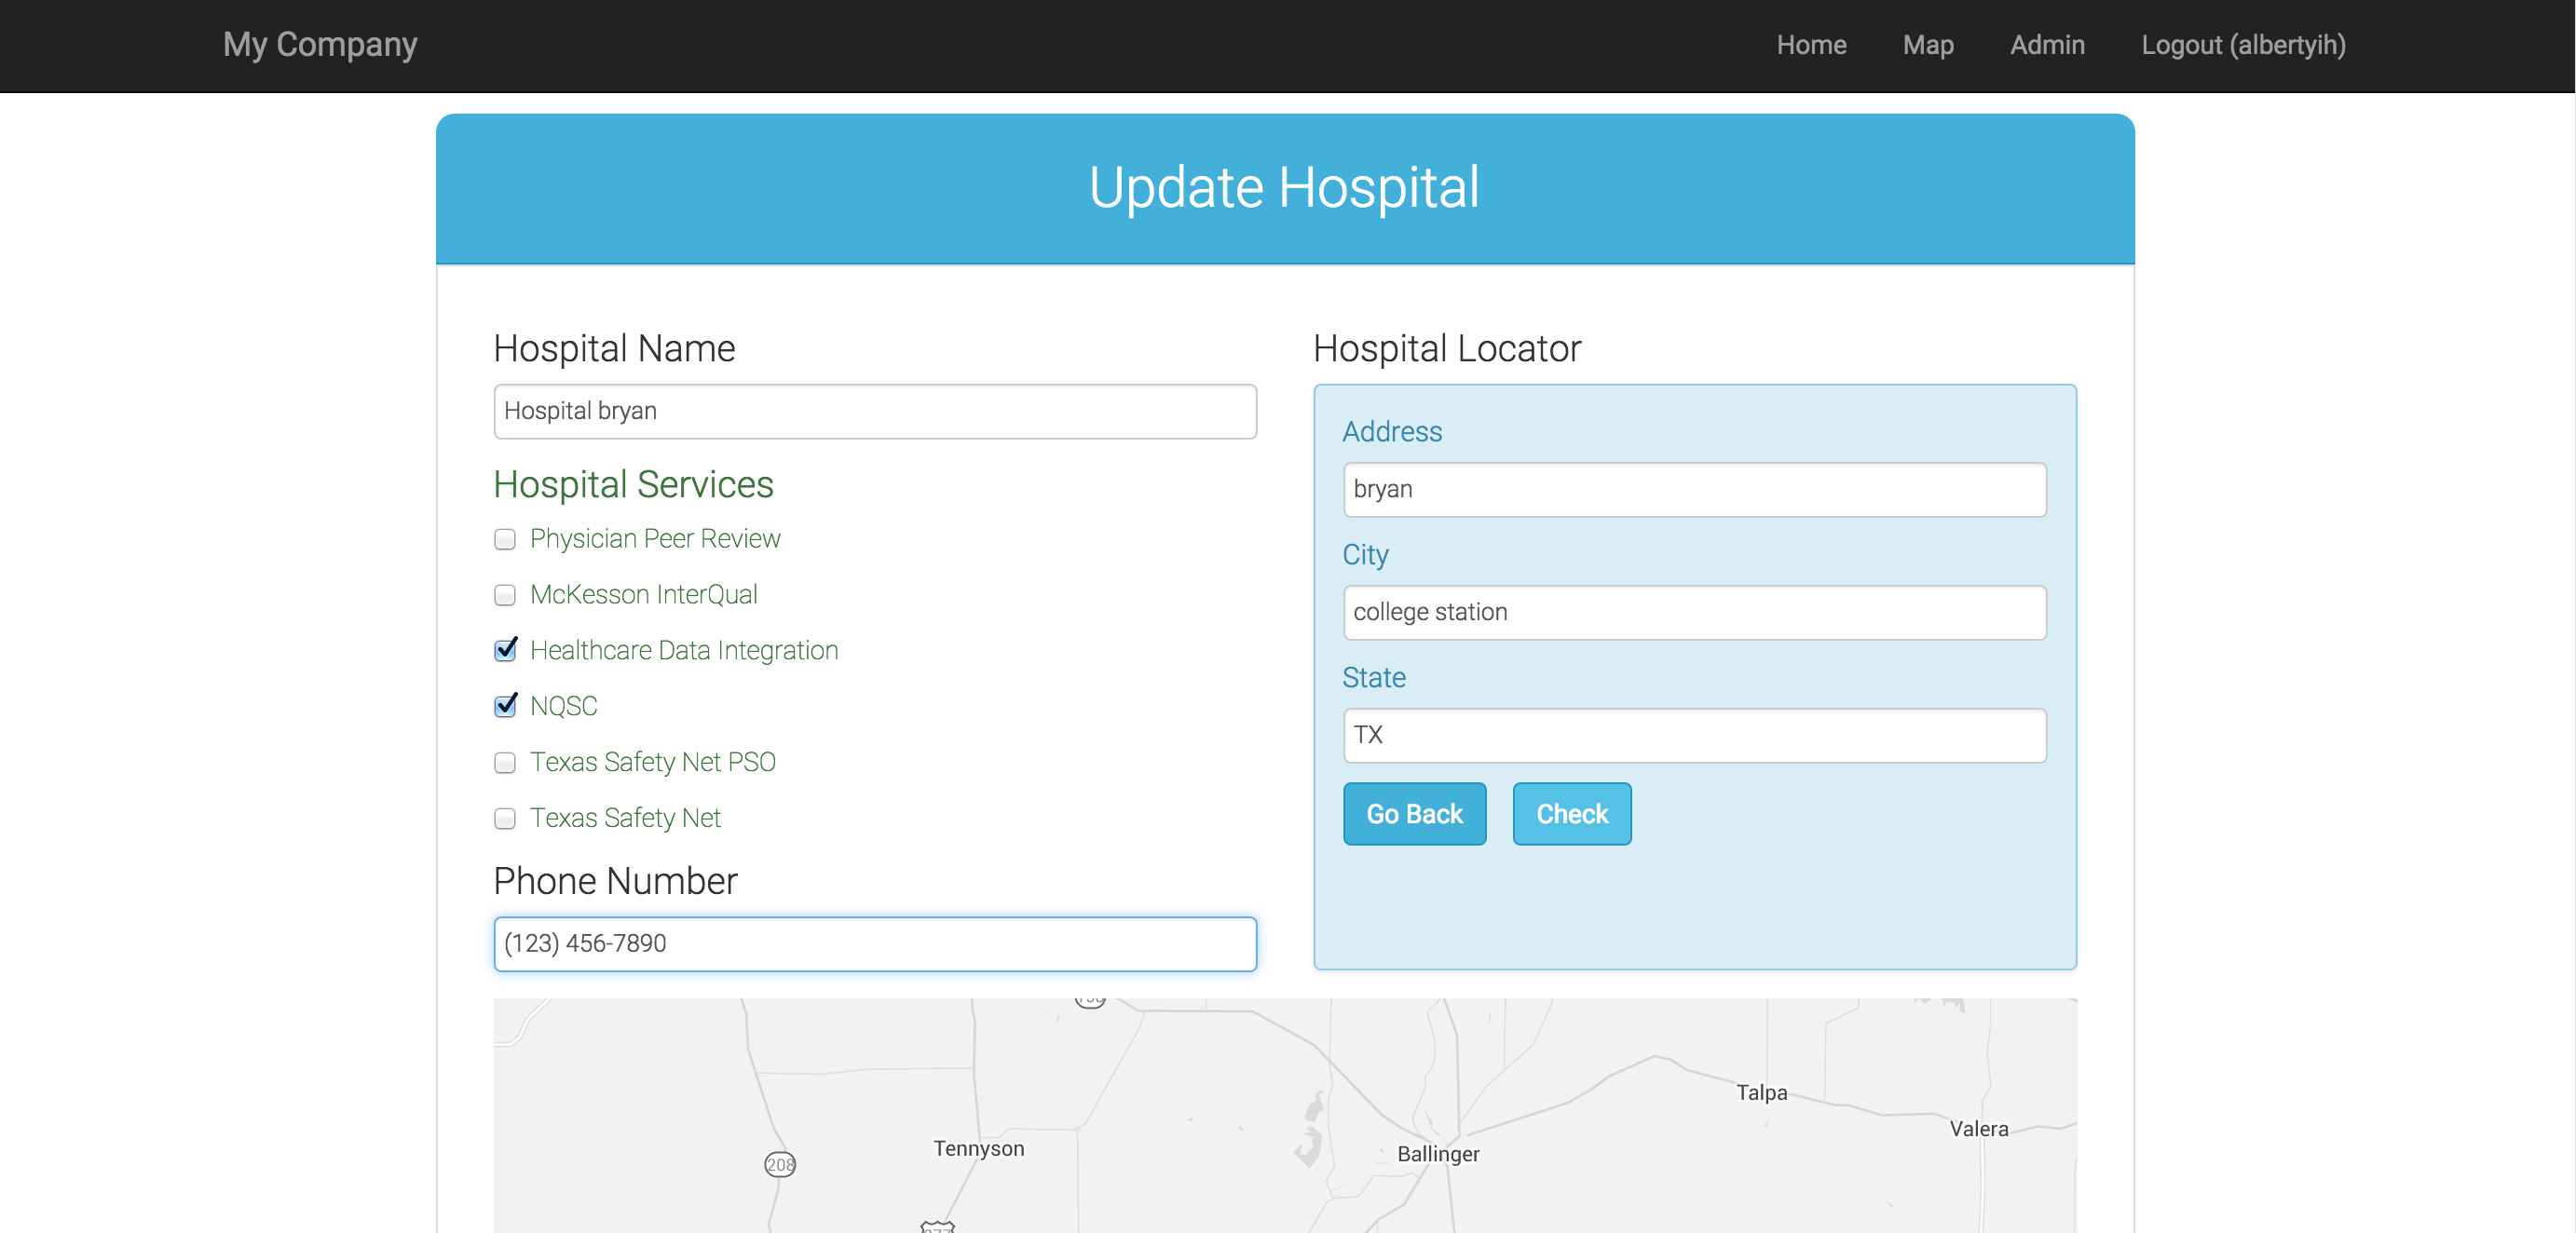 My Company
Home Map Admin Logout (albertyih)
Update Hospital
Hospital Name
Hospital bryan
Hospital Services
Physician Peer Review
McKesson InterQual
Healthcare Data Integration
NQSC
Texas Safety Net PSO
Texas Safety Net
Phone Number
(123) 456-7890
Hospital Locator
Address
bryan
City
college station
State
TX
Go Back Check
Talpa
Valera
Tennyson
Ballinger
208